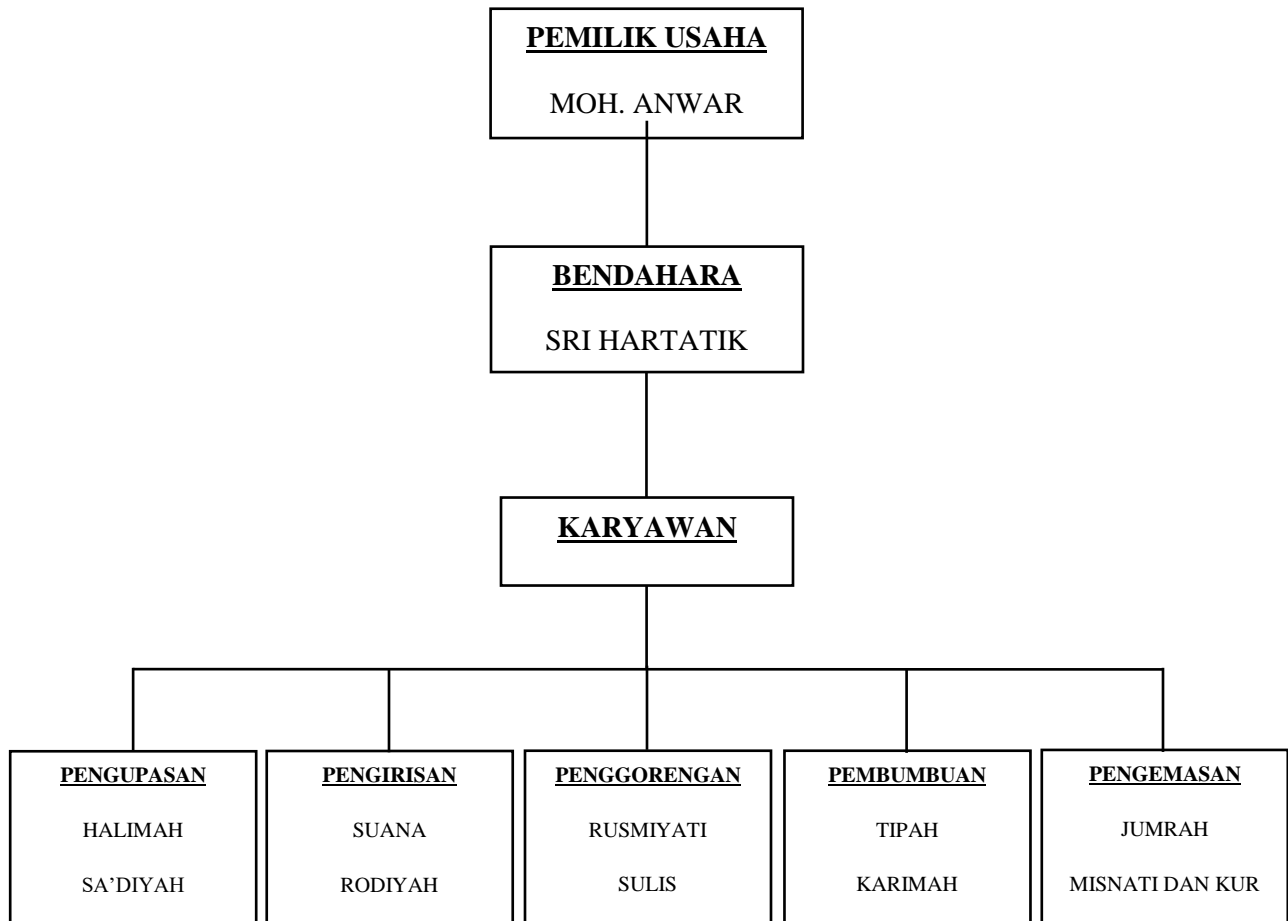 PEMILIK USAHA
MOH. ANWAR
BENDAHARA
SRI HARTATIK
KARYAWAN
PENGUPASAN
HALIMAH
SA’DIYAH
PENGIRISAN
SUANA
RODIYAH
PENGGORENGAN
RUSMIYATI
SULIS
PEMBUMBUAN
TIPAH
KARIMAH
PENGEMASAN
JUMRAH
MISNATI DAN KUR